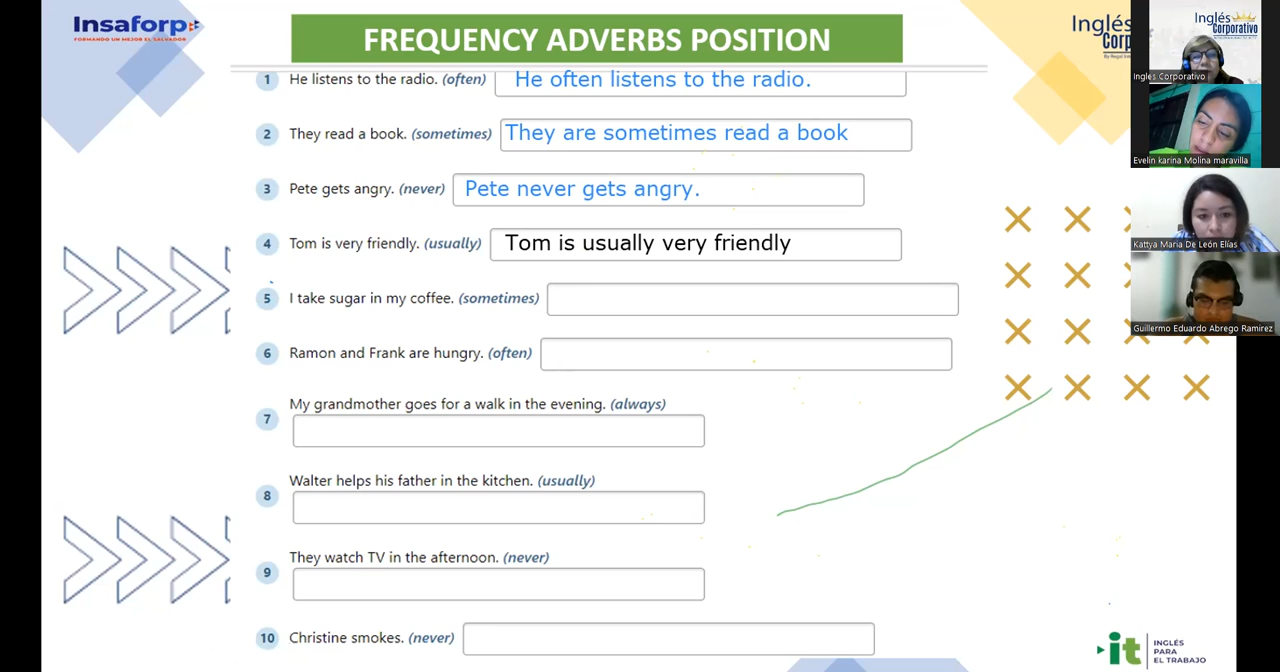 Insaforp
FORMANDO UN MEJOR EL SALVADOR
FREQUENCY ADVERBS POSITION
Inglés
Corp
1 He listens to the radio. (often) He often listens to the radio.
2 They read a book. (sometimes) They are sometimes read a book
3 Pete gets angry. (never) Pete never gets angry.
4 Tom is very friendly. (usually) Tom is usually very friendly
5 I take sugar in my coffee. (sometimes)
6 Ramon and Frank are hungry. (often)
7 My grandmother goes for a walk in the evening. (always)
8 Walter helps his father in the kitchen. (usually)
9 They watch TV in the afternoon. (never)
10 Christine smokes. (never)
Inglés
Corporativo
Ingles Corporativo
Evelin karina Molina maravilla
Kattya Maria De León Elías
Guillermo Eduardo Abrego Ramirez
it
INGLÉS
PARA
EL TRABAJO